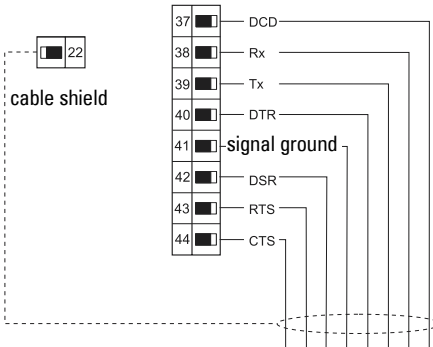 37 DCD
22
38 Rx
39 Tx
cable shield
40 DTR
41 signal ground
42 DSR
43 RTS
44 CTS